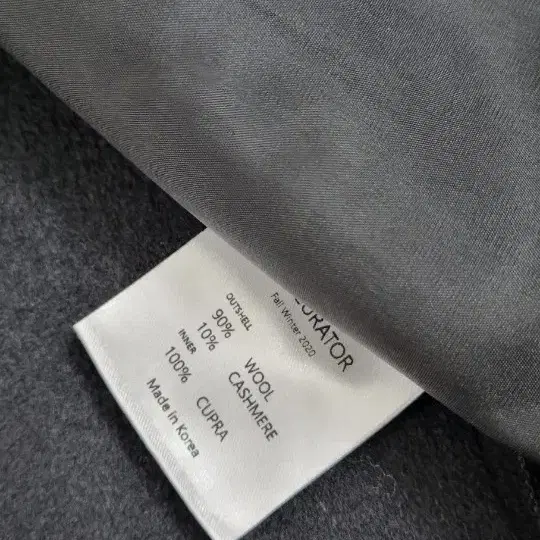 Fall Winter 2020
OUTSHELL
90% WOOL
10% CASHMERE
INNER
100% CUPRA
Made in Korea